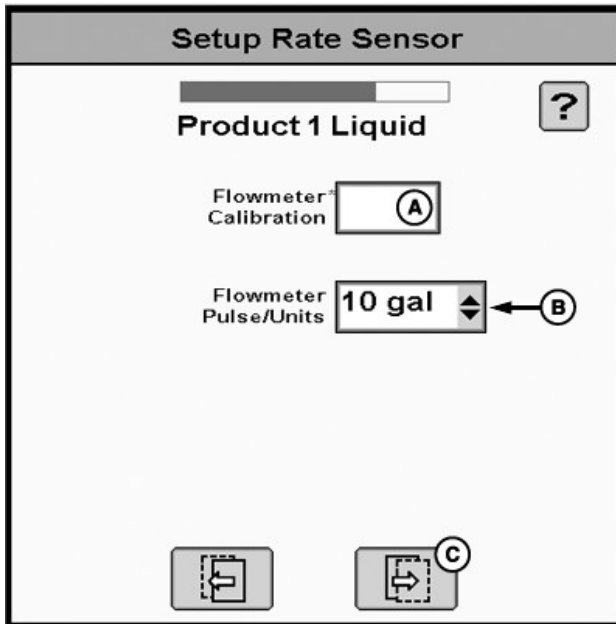 Setup Rate Sensor
?
Product 1 Liquid
Flowmeter*
Calibration
A
Flowmeter
Pulse/Units
10 gal
B
C